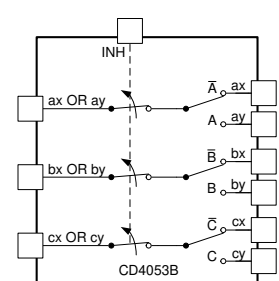 INH
A̅ ax
ax OR ay
A ay
B̅ bx
bx OR by
B by
C̅ cx
cx OR cy
C cy
CD4053B